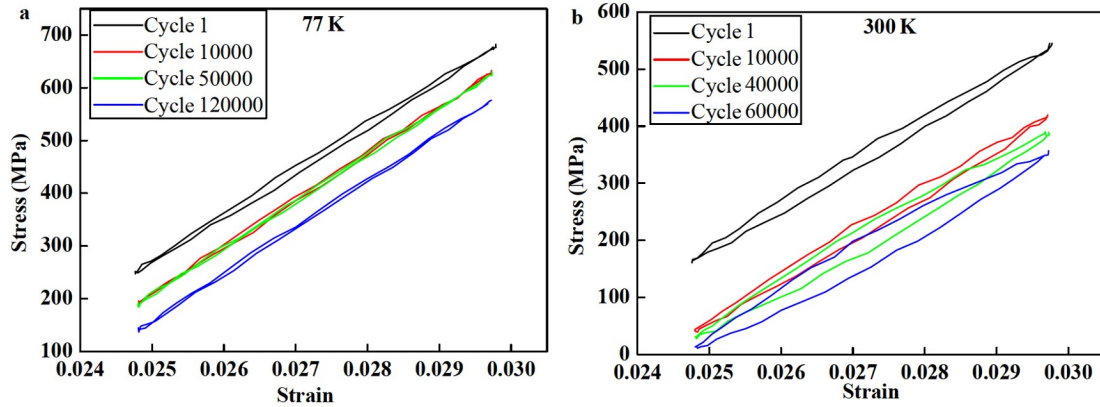 a
77 K
Cycle 1
Cycle 10000
Cycle 50000
Cycle 120000
Stress (MPa)
700
600
500
400
300
200
100
0.024
0.025
0.026
0.027
0.028
0.029
0.030
Strain
b
300 K
Cycle 1
Cycle 10000
Cycle 40000
Cycle 60000
Stress (MPa)
600
500
400
300
200
100
0
0.024
0.025
0.026
0.027
0.028
0.029
0.030
Strain